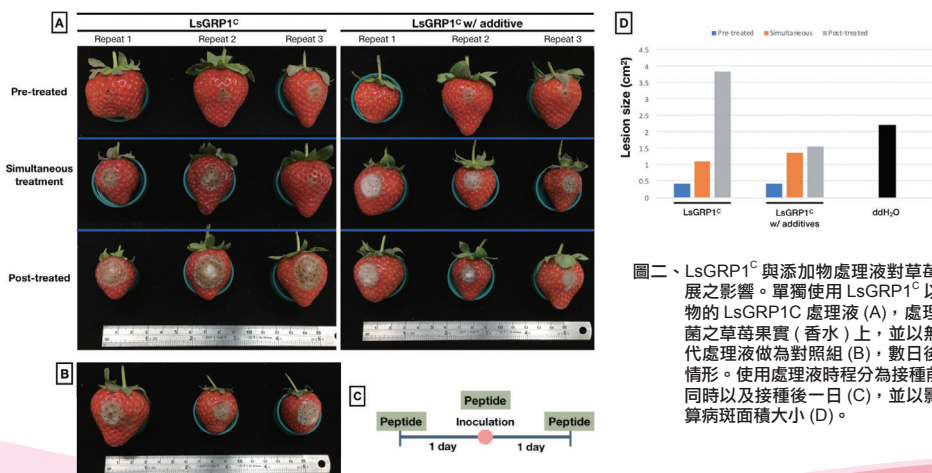 A
LsGRP1ᶜ
LsGRP1ᶜ w/ additive
Repeat 1 Repeat 2 Repeat 3 Repeat 1 Repeat 2 Repeat 3
Pre-treated
Simultaneous
treatment
Post-treated
B
C
Peptide
Peptide Inoculation Peptide
1 day 1 day
D
Pre-treated Simultaneous Post-treated
Lesion size (cm²)
4.5
4
3.5
3
2.5
2
1.5
1
0.5
0
LsGRP1ᶜ
LsGRP1ᶜ
w/ additives
ddH₂O
圖二、LsGRP1ᶜ 與添加物處理液對草莓
展之影響。單獨使用 LsGRP1ᶜ 以
物的 LsGRP1C 處理液 (A)，處理
菌之草莓果實 ( 香水 ) 上，並以無
代處理液做為對照組 (B)，數日後
情形。使用處理液時程分為接種前
同時以及接種後一日 (C)，並以影
算病斑面積大小 (D)。